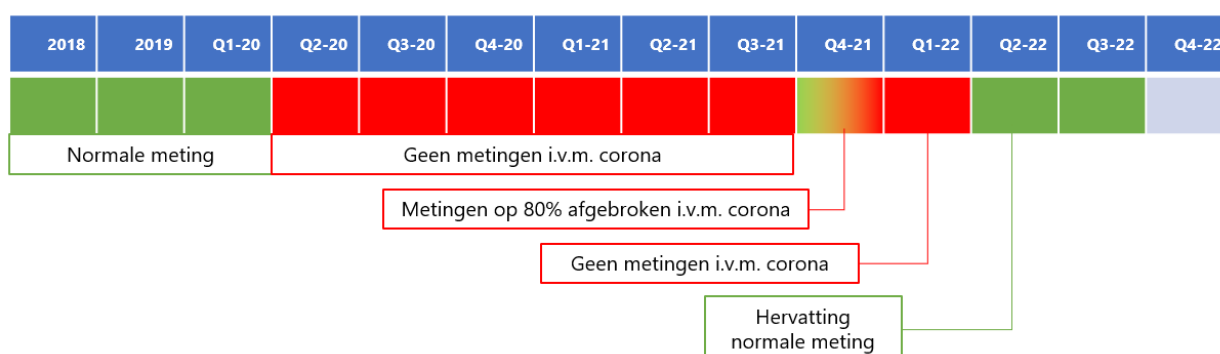 2018 2019 Q1-20 Q2-20 Q3-20 Q4-20 Q1-21 Q2-21 Q3-21 Q4-21 Q1-22 Q2-22 Q3-22 Q4-22
Normale meting
Geen metingen i.v.m. corona
Metingen op 80% afgebroken i.v.m. corona
Geen metingen i.v.m. corona
Hervatting
normale meting